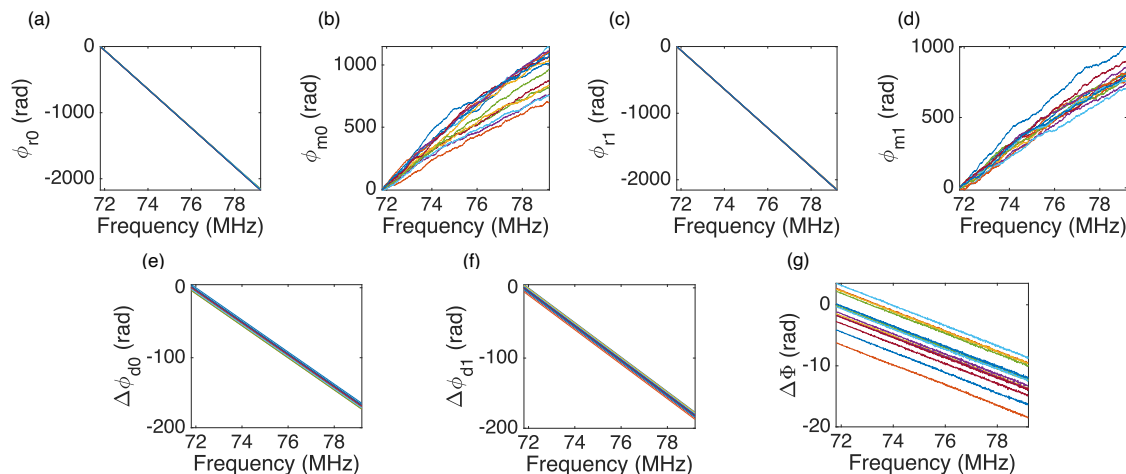 (a)
0
-1000
-2000
ϕr0 (rad)
72 74 76 78
Frequency (MHz)
(b)
1000
500
0
ϕm0 (rad)
72 74 76 78
Frequency (MHz)
(c)
0
-1000
-2000
ϕr1 (rad)
72 74 76 78
Frequency (MHz)
(d)
1000
500
0
ϕm1 (rad)
72 74 76 78
Frequency (MHz)
(e)
0
-100
-200
Δϕd0 (rad)
72 74 76 78
Frequency (MHz)
(f)
0
-100
-200
Δϕd1 (rad)
72 74 76 78
Frequency (MHz)
(g)
0
-10
-20
ΔΦ (rad)
72 74 76 78
Frequency (MHz)